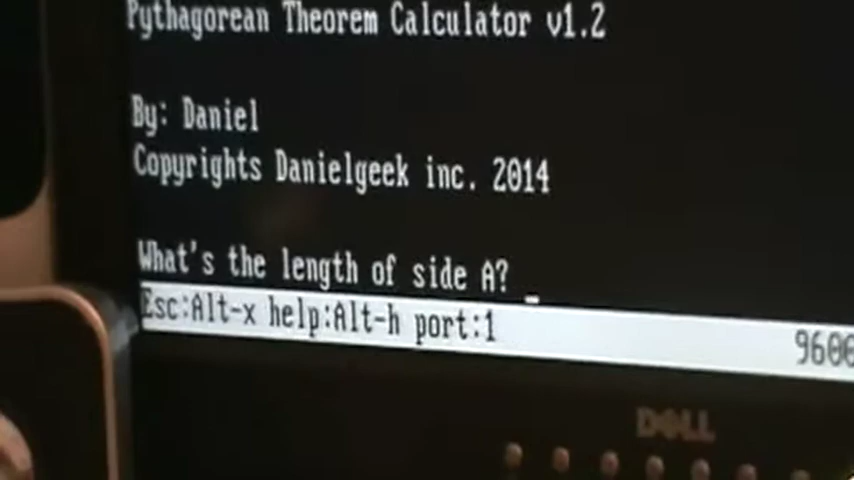 Pythagorean Theorem Calculator v1.2
By: Daniel
Copyrights Danielgeek inc. 2014
What's the length of side A? _
Esc:Alt-x help:Alt-h port:1 9600
DELL